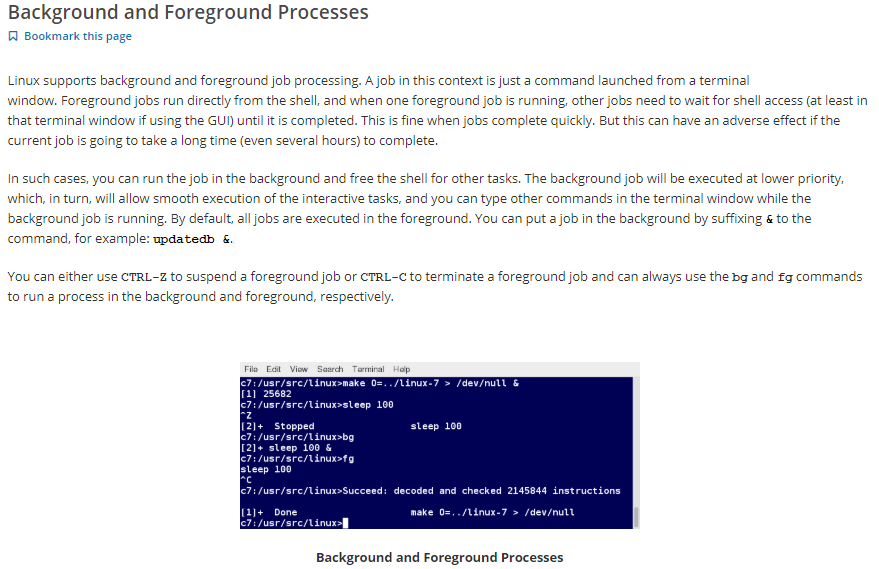 Background and Foreground Processes
Bookmark this page
Linux supports background and foreground job processing. A job in this context is just a command launched from a terminal
window. Foreground jobs run directly from the shell, and when one foreground job is running, other jobs need to wait for shell access (at least in
that terminal window if using the GUI) until it is completed. This is fine when jobs complete quickly. But this can have an adverse effect if the
current job is going to take a long time (even several hours) to complete.
In such cases, you can run the job in the background and free the shell for other tasks. The background job will be executed at lower priority,
which, in turn, will allow smooth execution of the interactive tasks, and you can type other commands in the terminal window while the
background job is running. By default, all jobs are executed in the foreground. You can put a job in the background by suffixing & to the
command, for example: updatedb &.
You can either use CTRL-Z to suspend a foreground job or CTRL-C to terminate a foreground job and can always use the bg and fg commands
to run a process in the background and foreground, respectively.
File Edit View Search Terminal Help
c7:/usr/src/linux>make O=../linux-7 > /dev/null &
[1] 25682
c7:/usr/src/linux>sleep 100
^Z
[2]+ Stopped sleep 100
c7:/usr/src/linux>bg
[2]+ sleep 100 &
c7:/usr/src/linux>fg
sleep 100
^C
c7:/usr/src/linux>Succeed: decoded and checked 2145844 instructions
[1]+ Done make O=../linux-7 > /dev/null
c7:/usr/src/linux>
Background and Foreground Processes